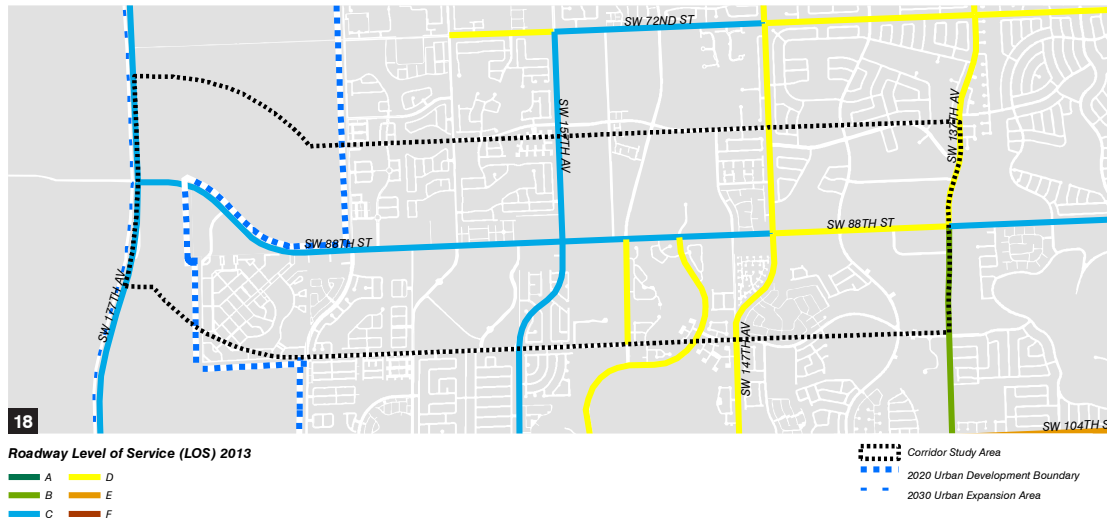 SW 72ND ST
SW 157TH AV
SW 137TH AV
SW 88TH ST
SW 88TH ST
SW 177TH AV
SW 147TH AV
SW 104TH S
18
Roadway Level of Service (LOS) 2013
A
D
B
E
C
F
Corridor Study Area
2020 Urban Development Boundary
2030 Urban Expansion Area